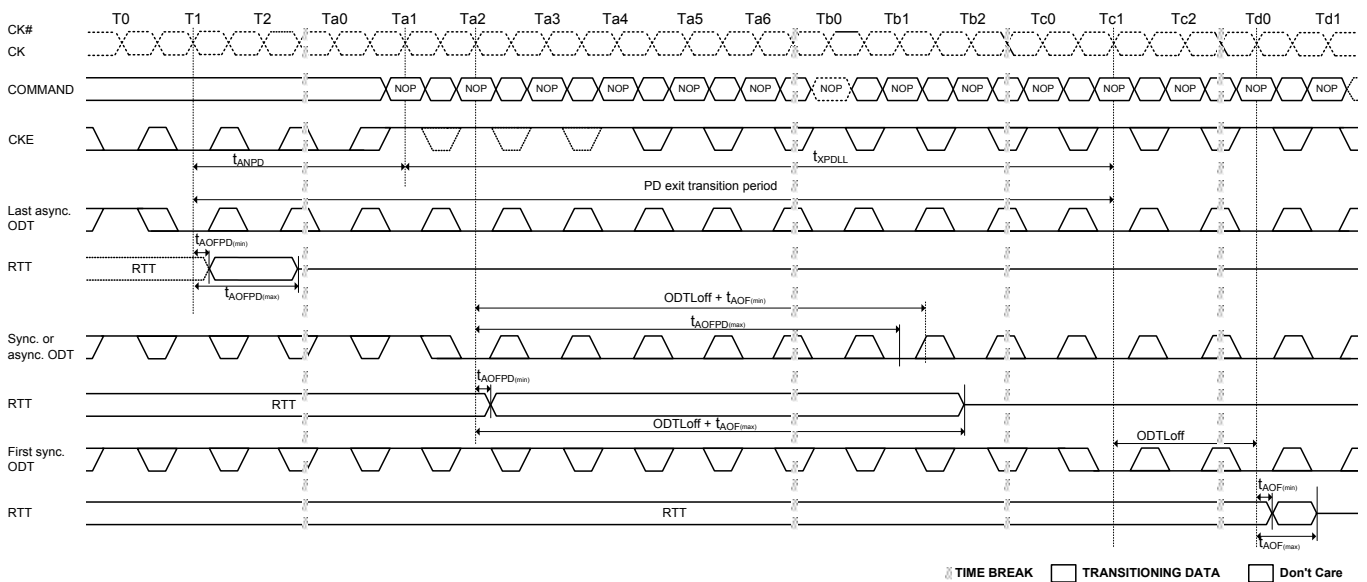 T0 T1 T2 Ta0 Ta1 Ta2 Ta3 Ta4 Ta5 Ta6 Tb0 Tb1 Tb2 Tc0 Tc1 Tc2 Td0 Td1
CK#
CK
COMMAND NOP NOP NOP NOP NOP NOP NOP NOP NOP NOP NOP NOP NOP NOP
CKE
tANPD tXPDLL
PD exit transition period
Last async.
ODT
tAOFPD(min)
RTT RTT
tAOFPD(max)
ODTLoff + tAOF(min)
tAOFPD(max)
Sync. or
async. ODT
tAOFPD(min)
RTT RTT
ODTLoff + tAOF(max)
ODTLoff
First sync.
ODT
tAOF(min)
RTT RTT
tAOF(max)
TIME BREAK TRANSITIONING DATA Don't Care